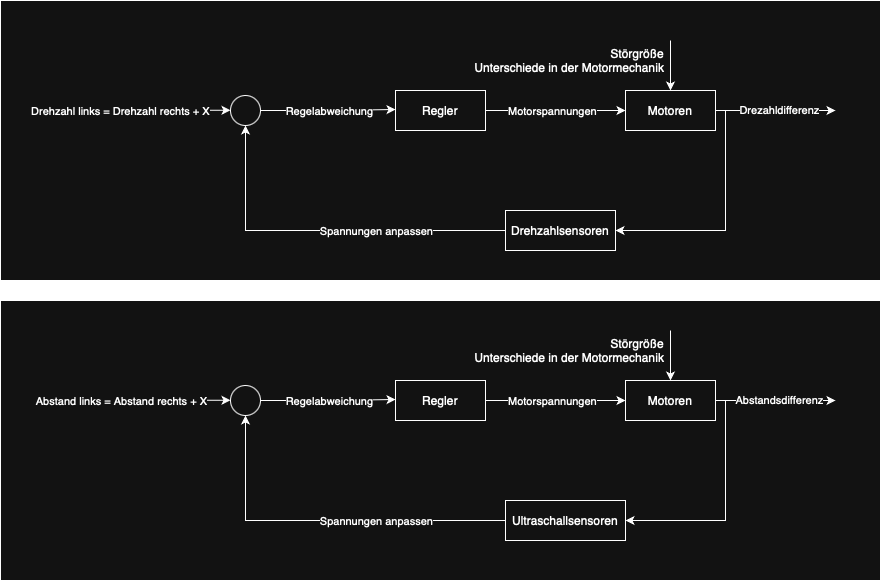 Störgröße
Unterschiede in der Motormechanik
Drehzahl links = Drehzahl rechts + X
Regelabweichung
Regler
Motorspannungen
Motoren
Drezahldifferenz
Spannungen anpassen
Drehzahlsensoren
Störgröße
Unterschiede in der Motormechanik
Abstand links = Abstand rechts + X
Regelabweichung
Regler
Motorspannungen
Motoren
Abstandsdifferenz
Spannungen anpassen
Ultraschallsensoren